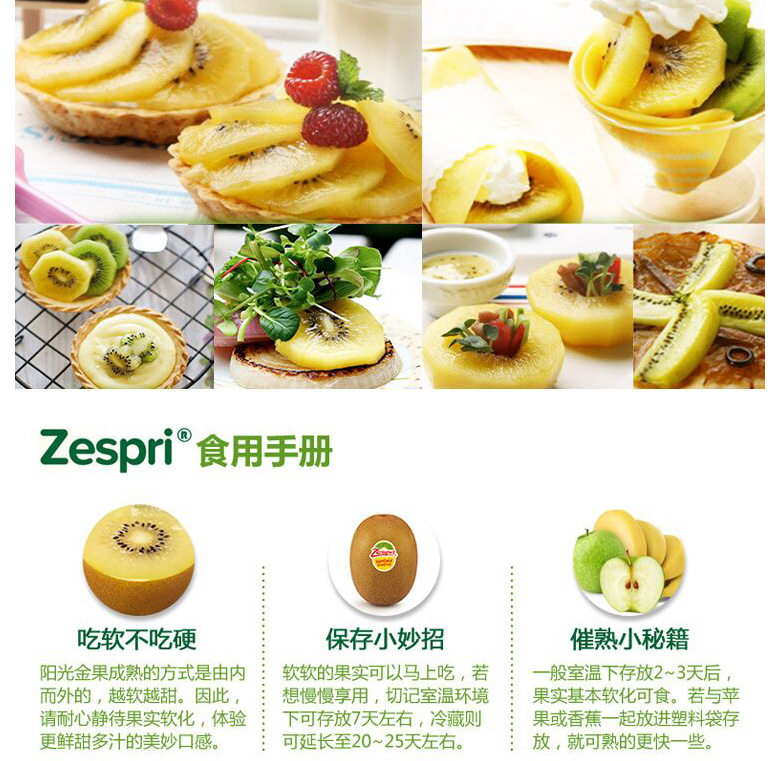 Zespri® 食用手册
吃软不吃硬
阳光金果成熟的方式是由内
而外的，越软越甜。因此，
请耐心静待果实软化，体验
更鲜甜多汁的美妙口感。
Zespri
SunGold
Kiwifruit
保存小妙招
软软的果实可以马上吃，若
想慢慢享用，切记室温环境
下可存放7天左右，冷藏则
可延长至20~25天左右。
催熟小秘籍
一般室温下存放2~3天后，
果实基本软化可食。若与苹
果或香蕉一起放进塑料袋存
放，就可熟的更快一些。